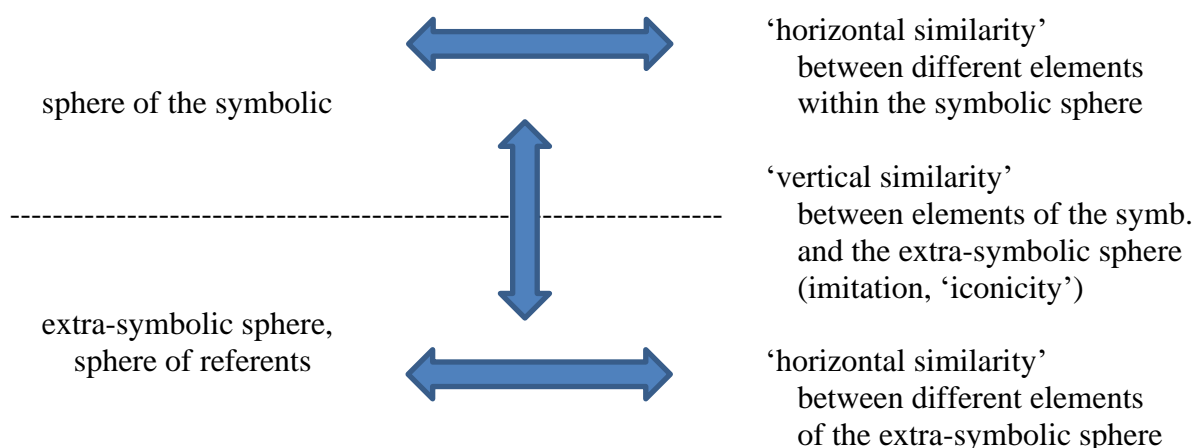 ‘horizontal similarity’
between different elements
within the symbolic sphere
sphere of the symbolic
‘vertical similarity’
between elements of the symb.
and the extra-symbolic sphere
(imitation, ‘iconicity’)
extra-symbolic sphere,
sphere of referents
‘horizontal similarity’
between different elements
of the extra-symbolic sphere